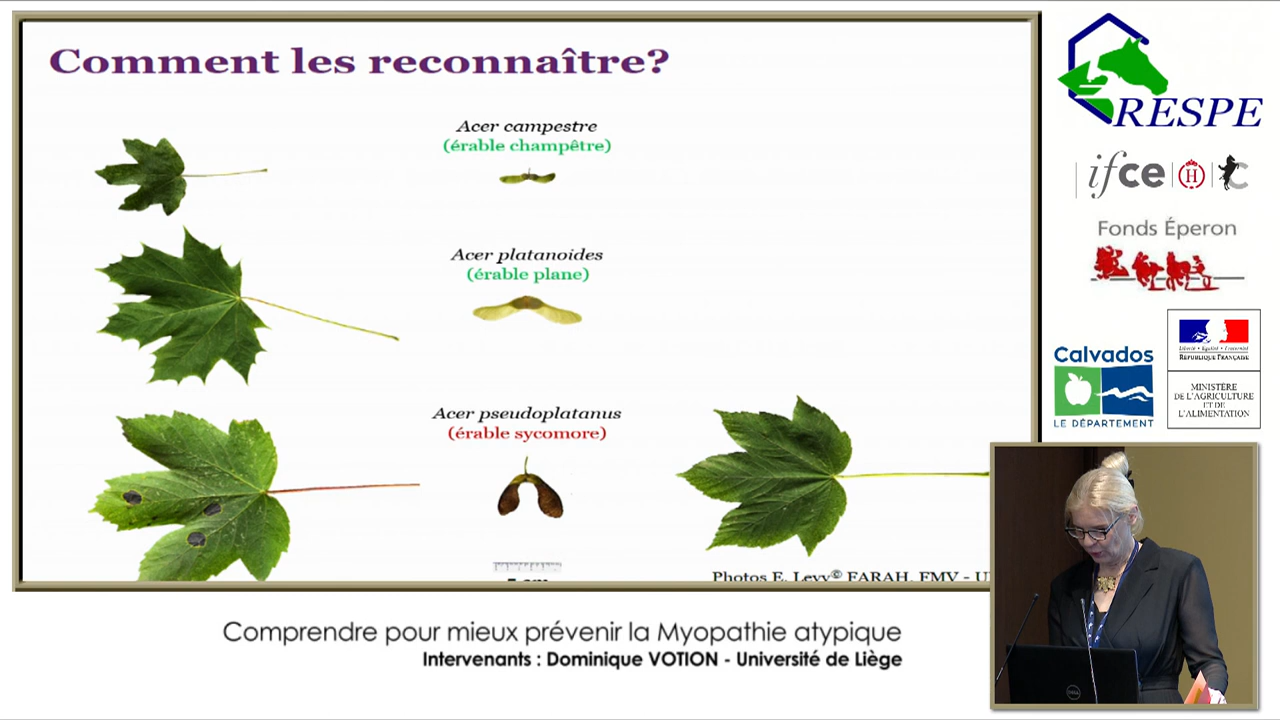 Comment les reconnaître?
Acer campestre
(érable champêtre)
Acer platanoides
(érable plane)
Acer pseudoplatanus
(érable sycomore)
Photos E. Levy© FARAH, FMV - U
RESPE
ifce
H
Fonds Éperon
Calvados
LE DÉPARTEMENT
Liberté • Égalité • Fraternité
RÉPUBLIQUE FRANÇAISE
MINISTÈRE
DE L'AGRICULTURE
ET DE
L'ALIMENTATION
DELL
Comprendre pour mieux prévenir la Myopathie atypique
Intervenants : Dominique VOTION - Université de Liège